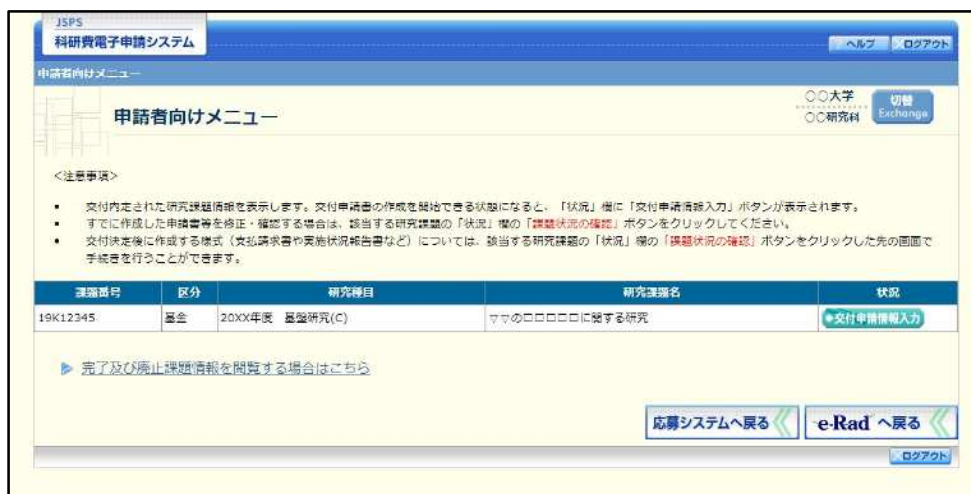 JSPS
科研費電子申請システム
ヘルプ
ログアウト
申請者向けメニュー
申請者向けメニュー
〇〇大学
〇〇研究科
切替
Exchange
<注意事項>
▪ 交付内定された研究課題情報を表示します。交付申請書の作成を開始できる状態になると、「状況」欄に「交付申請情報入力」ボタンが表示されます。
▪ すでに作成した申請書等を修正・確認する場合は、該当する研究課題の「状況」欄の「課題状況の確認」ボタンをクリックしてください。
▪ 交付決定後に作成する様式（支払請求書や実施状況報告書など）については、該当する研究課題の「状況」欄の「課題状況の確認」ボタンをクリックした先の画面で
手続きを行うことができます。
課題番号 区分 研究種目 研究課題名 状況
19K12345 基金 20XX年度 基盤研究(C) ▽▽の□□□□□に関する研究 交付申請情報入力
完了及び廃止課題情報を閲覧する場合はこちら
応募システムへ戻る
e-Rad へ戻る
ログアウト